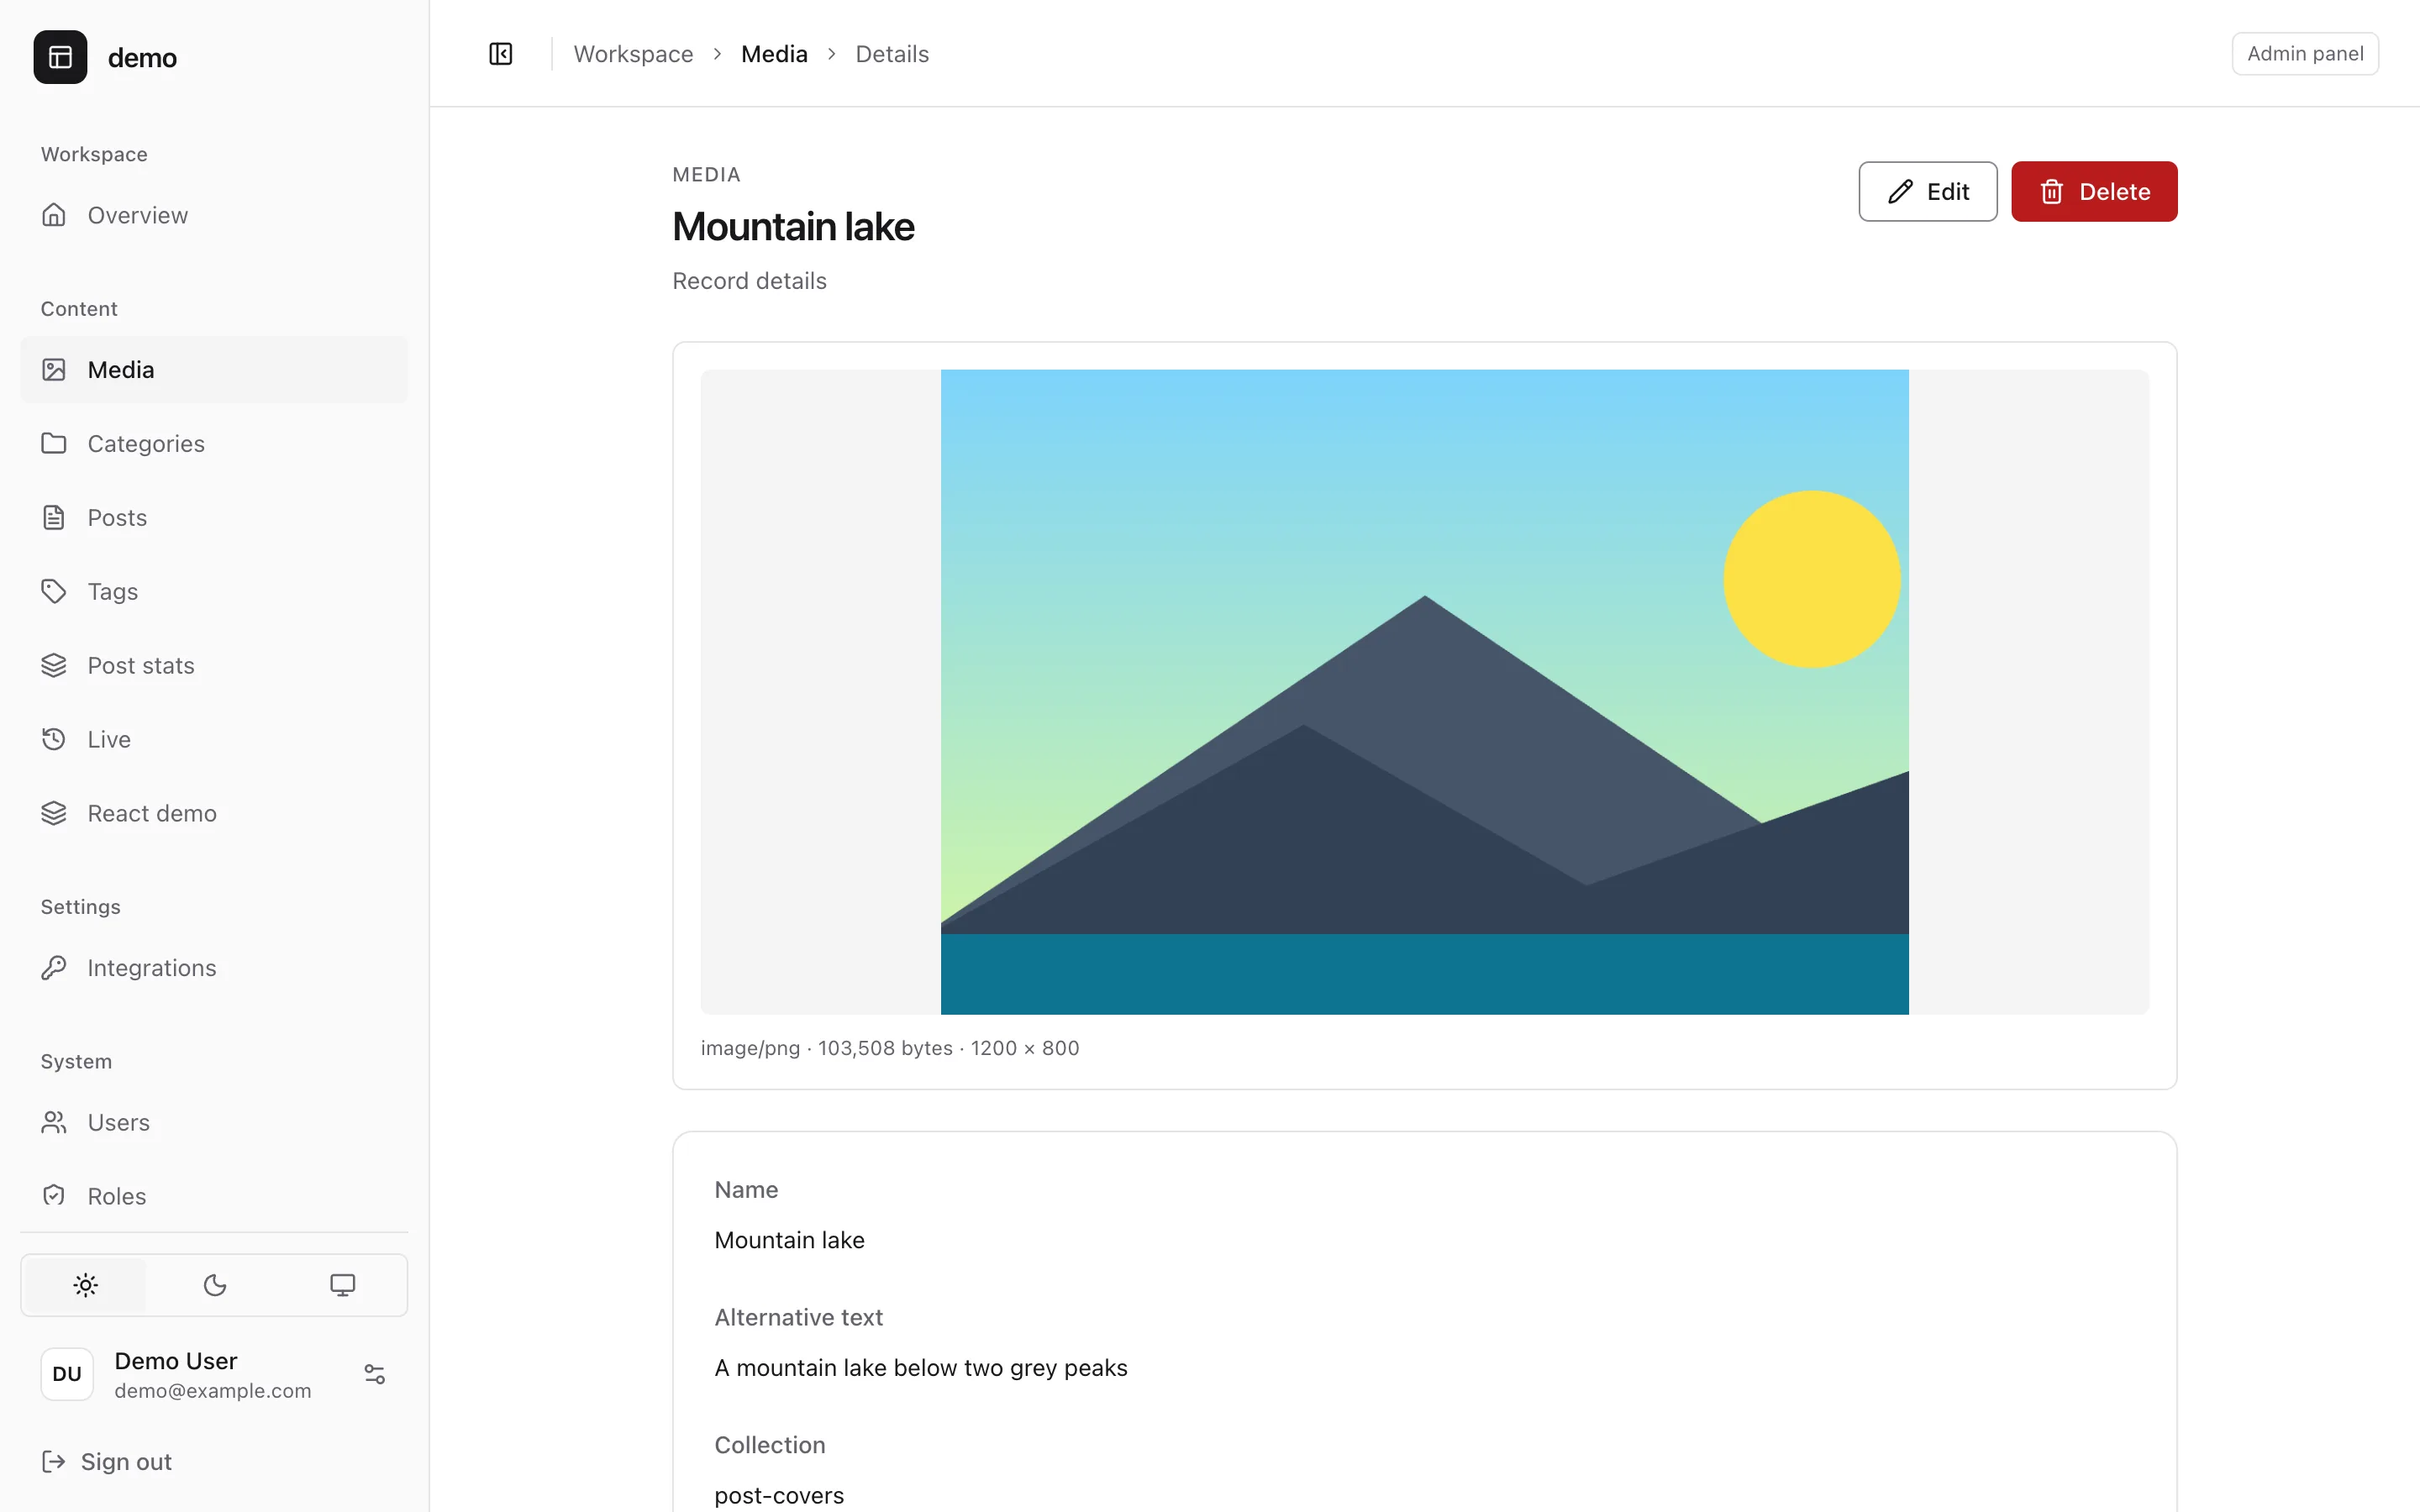 demo
Workspace
Overview
Content
Media
Categories
Posts
Tags
Post stats
Live
React demo
Settings
Integrations
System
Users
Roles
DU
Demo User
demo@example.com
Sign out
Workspace > Media > Details
Admin panel
MEDIA
Mountain lake
Record details
Edit
Delete
image/png · 103,508 bytes · 1200 × 800
Name
Mountain lake
Alternative text
A mountain lake below two grey peaks
Collection
post-covers